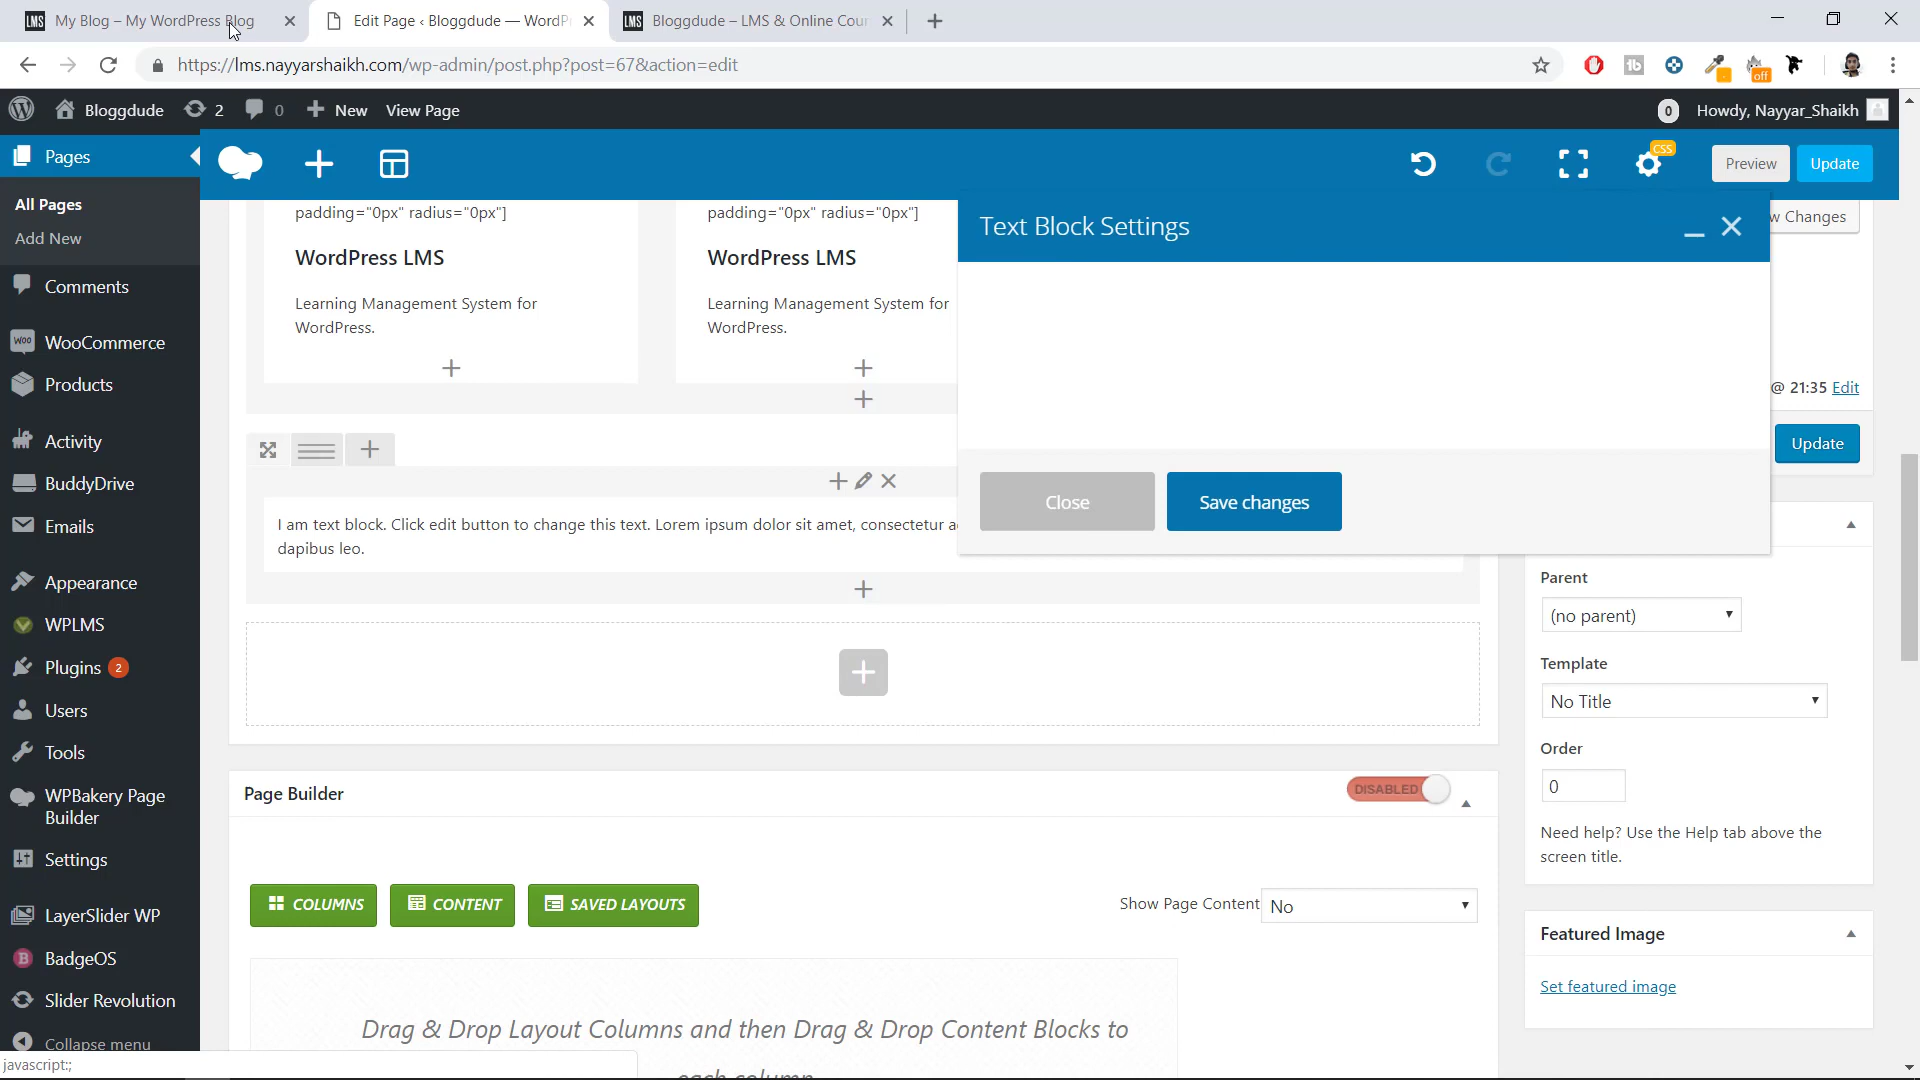 LMS My Blog – My WordPress Blog
Edit Page ‹ Bloggdude — WordP
LMS Bloggdude – LMS & Online Cour
https://lms.nayyarshaikh.com/wp-admin/post.php?post=67&action=edit
tb
off
Bloggdude
2
0
New
View Page
0
Howdy, Nayyar_Shaikh
Pages
All Pages
Add New
Comments
Woo WooCommerce
Products
Activity
BuddyDrive
Emails
Appearance
WPLMS
Plugins 2
Users
Tools
WPBakery Page
Builder
Settings
LayerSlider WP
B BadgeOS
Slider Revolution
Collapse menu
javascript:;
CSS
Preview
Update
padding="0px" radius="0px"]
padding="0px" radius="0px"]
WordPress LMS
WordPress LMS
Learning Management System for
WordPress.
Learning Management System for
WordPress.
Text Block Settings
Close
Save changes
w Changes
@ 21:35 Edit
Update
I am text block. Click edit button to change this text. Lorem ipsum dolor sit amet, consectetur a
dapibus leo.
Parent
(no parent)
Template
No Title
Order
0
Need help? Use the Help tab above the
screen title.
Featured Image
Set featured image
Page Builder
DISABLED
COLUMNS
CONTENT
SAVED LAYOUTS
Show Page Content No
Drag & Drop Layout Columns and then Drag & Drop Content Blocks to
each column